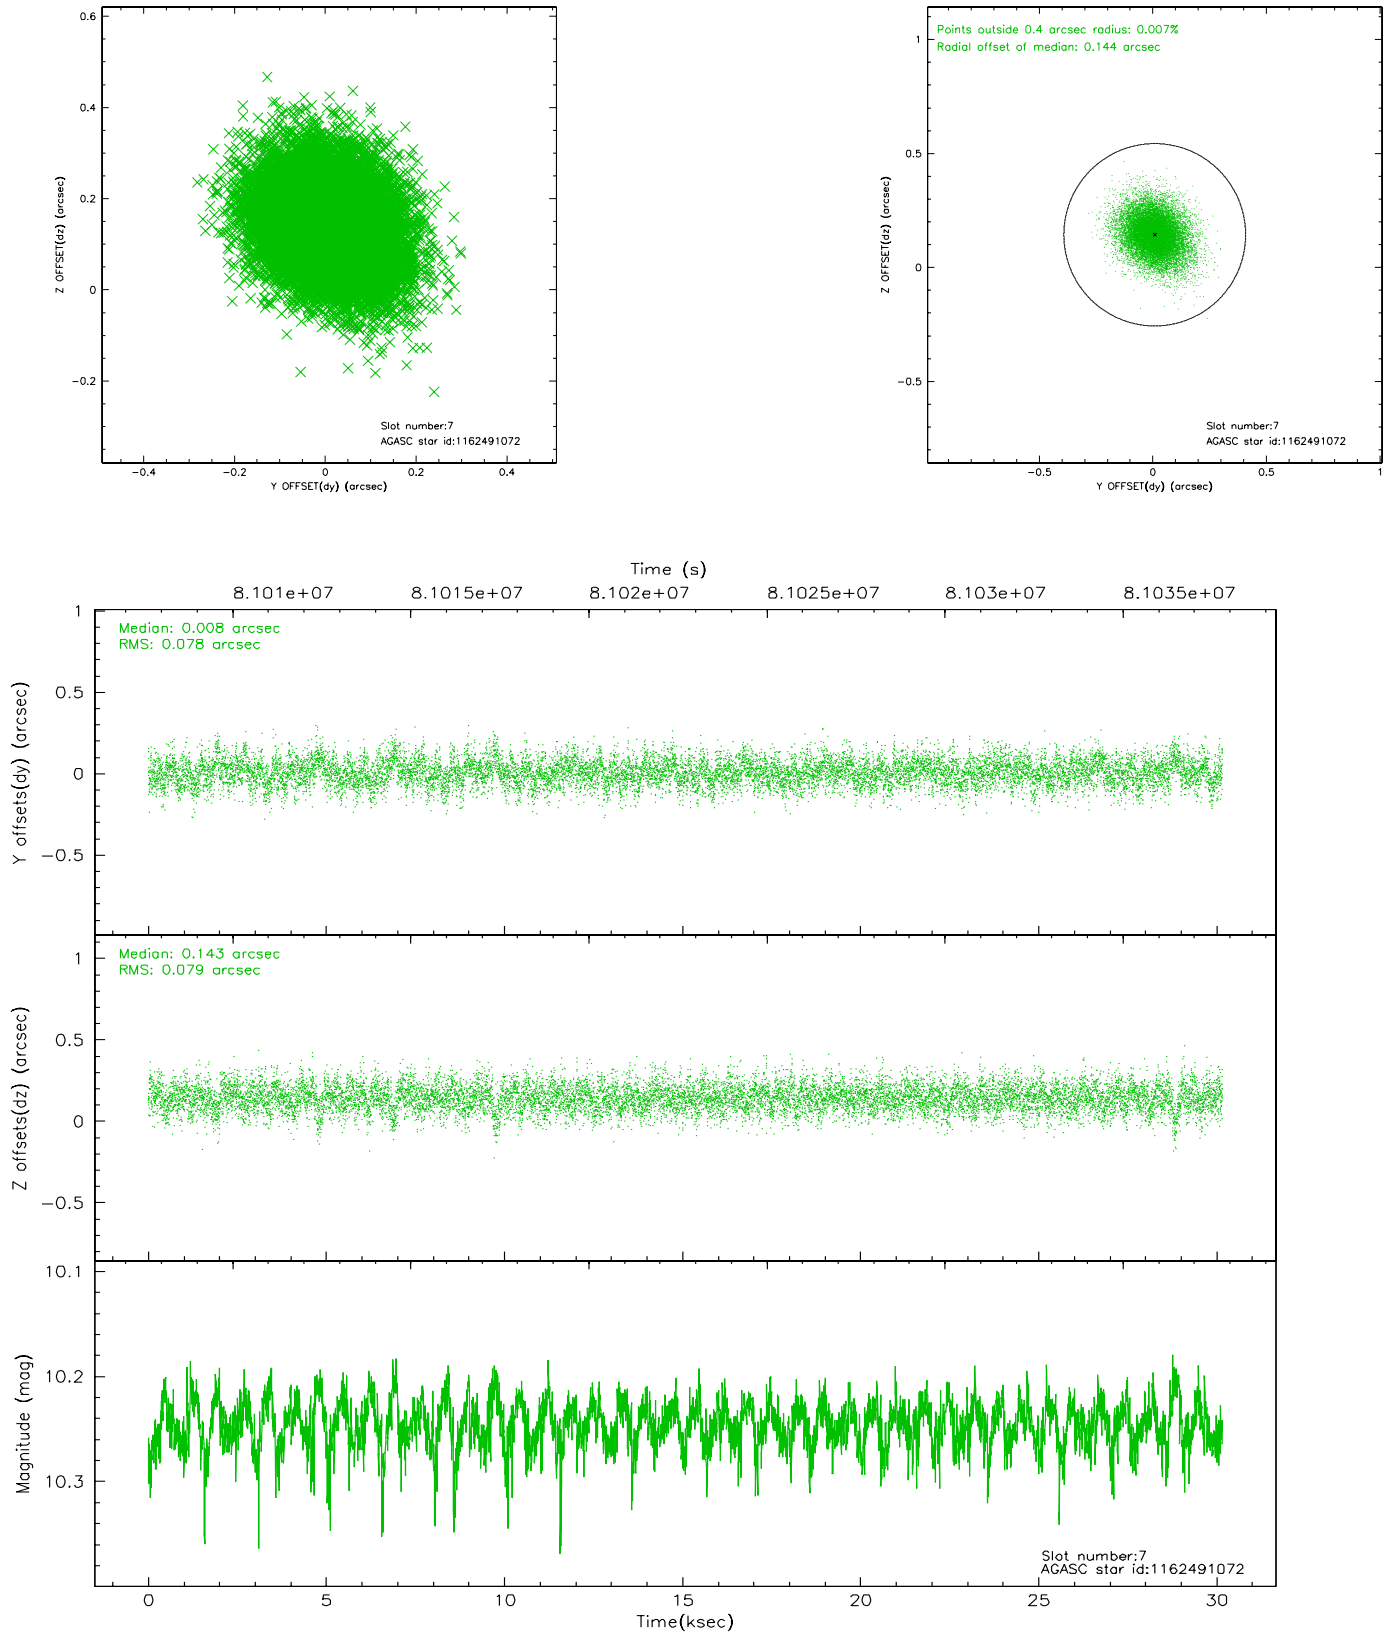 0.6
0.4
0.2
0
−0.2
Z OFFSET(dz) (arcsec)
−0.4
−0.2
0
0.2
0.4
Y OFFSET(dy) (arcsec)
Slot number:7
AGASC star id:1162491072
Points outside 0.4 arcsec radius: 0.007%
Radial offset of median: 0.144 arcsec
1
0.5
0
−0.5
Z OFFSET(dz) (arcsec)
−0.5
0
0.5
1
Y OFFSET(dy) (arcsec)
Slot number:7
AGASC star id:1162491072
Time (s)
8.101e+07
8.1015e+07
8.102e+07
8.1025e+07
8.103e+07
8.1035e+07
Median: 0.008 arcsec
RMS: 0.078 arcsec
1
0.5
0
−0.5
Y offsets(dy) (arcsec)
Median: 0.143 arcsec
RMS: 0.079 arcsec
1
0.5
0
−0.5
Z offsets(dz) (arcsec)
10.1
10.2
10.3
Magnitude (mag)
Slot number:7
AGASC star id:1162491072
0
5
10
15
20
25
30
Time(ksec)